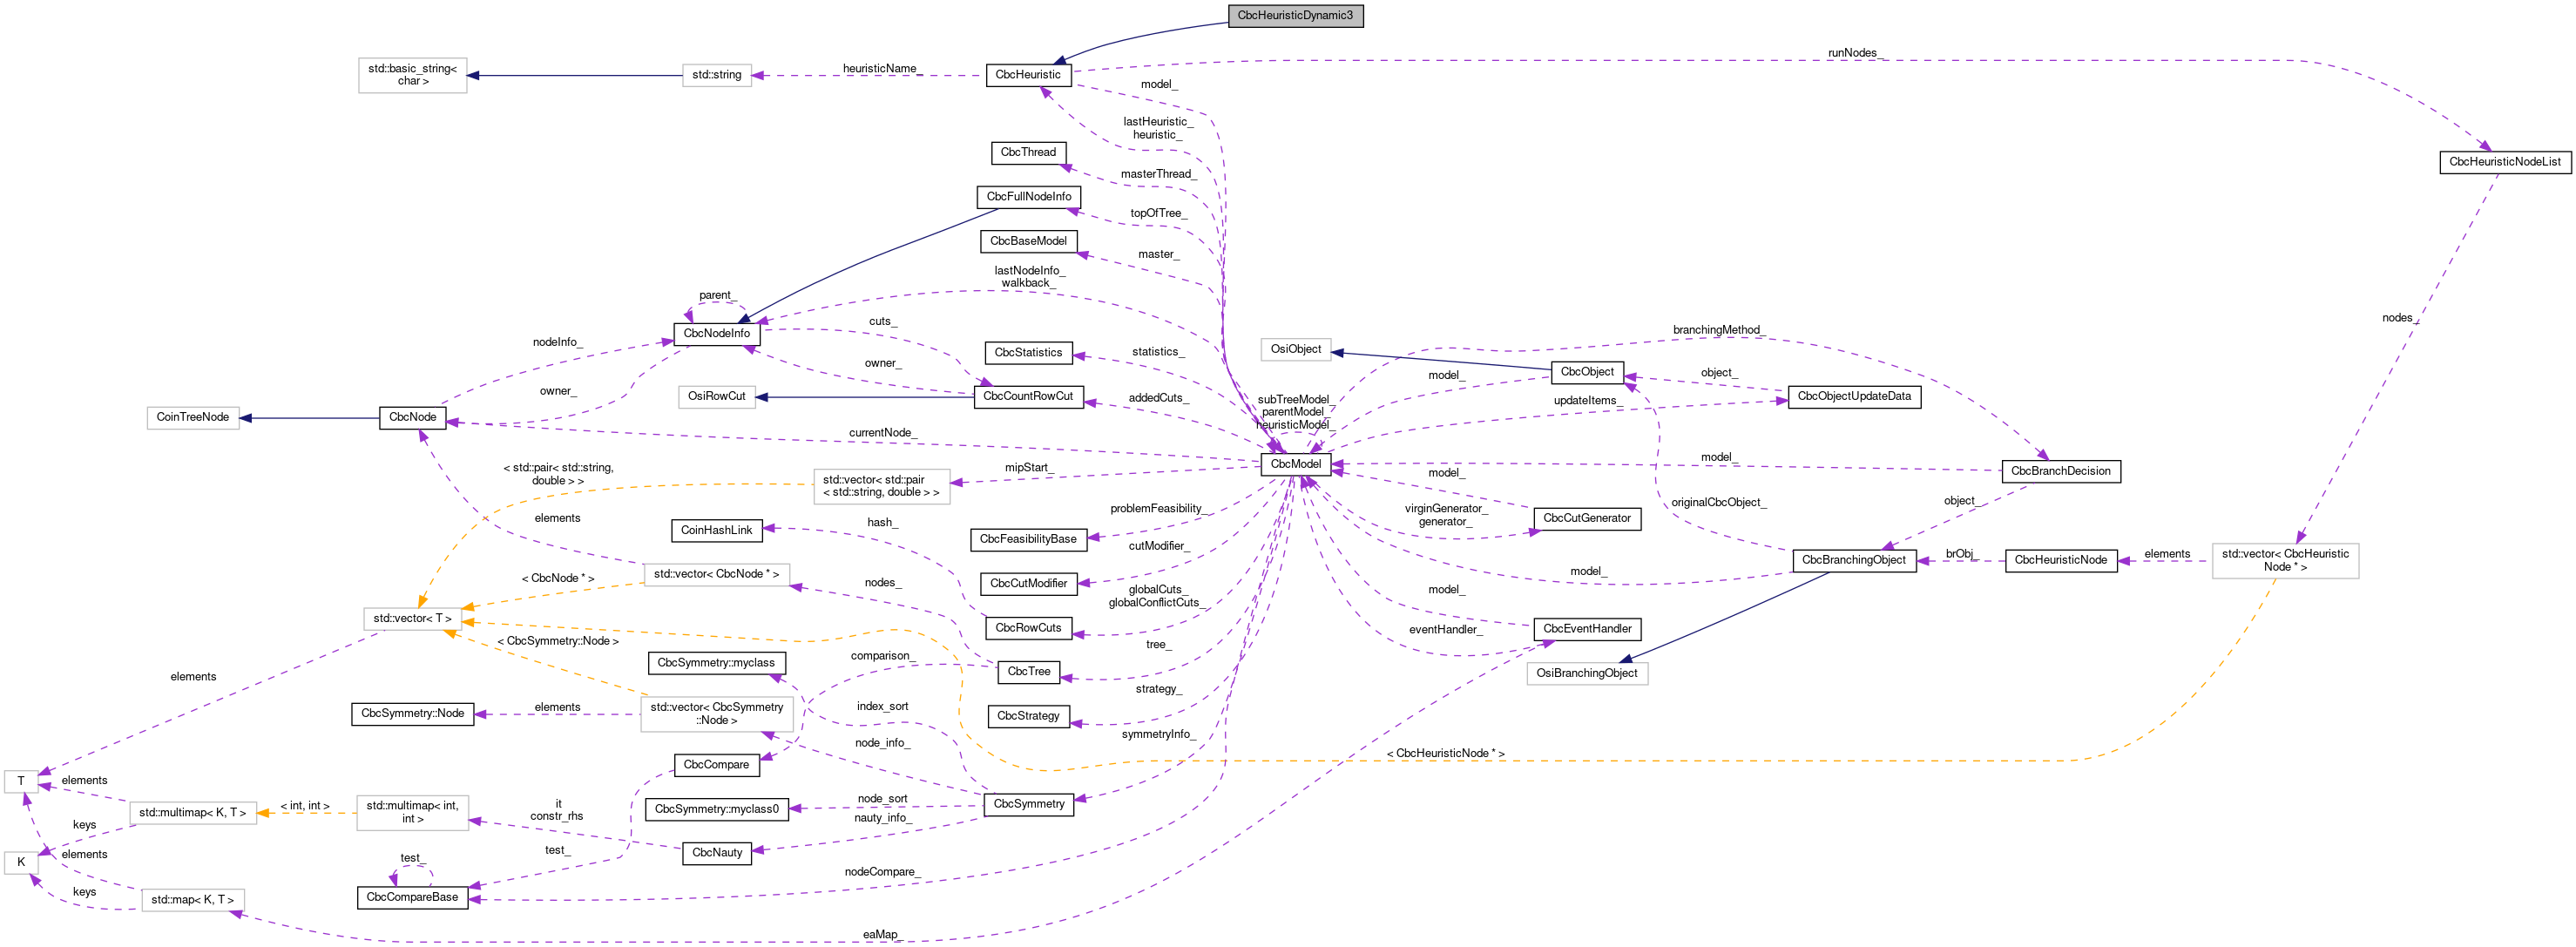 CbcHeuristicDynamic3
runNodes_
std::basic_string<
char >
std::string
heuristicName_
CbcHeuristic
model_
lastHeuristic_
heuristic_
CbcThread
masterThread_
CbcHeuristicNodeList
CbcFullNodeInfo
topOfTree_
CbcBaseModel
master_
lastNodeInfo_
walkback_
parent_
CbcNodeInfo
cuts_
nodes_
branchingMethod_
nodeInfo_
CbcStatistics
statistics_
OsiObject
owner_
CbcObject
model_
object_
owner_
OsiRowCut
CbcCountRowCut
addedCuts_
subTreeModel_
parentModel_
heuristicModel_
updateItems_
CbcObjectUpdateData
CoinTreeNode
CbcNode
currentNode_
< std::pair< std::string,
double > >
mipStart_
CbcModel
model_
CbcBranchDecision
std::vector< std::pair
< std::string, double > >
model_
elements
hash_
problemFeasibility_
virginGenerator_
generator_
originalCbcObject_
object_
CoinHashLink
CbcFeasibilityBase
CbcCutGenerator
cutModifier_
std::vector< CbcHeuristic
Node * >
elements
CbcHeuristicNode
brObj_
CbcBranchingObject
< CbcNode * >
std::vector< CbcNode * >
nodes_
CbcCutModifier
model_
globalCuts_
globalConflictCuts_
model_
std::vector< T >
CbcRowCuts
eventHandler_
CbcEventHandler
< CbcSymmetry::Node >
tree_
CbcSymmetry::myclass
comparison_
CbcTree
OsiBranchingObject
elements
strategy_
CbcSymmetry::Node
elements
std::vector< CbcSymmetry
::Node >
index_sort
CbcStrategy
symmetryInfo_
node_info_
< CbcHeuristicNode * >
CbcCompare
T
elements
std::multimap< K, T >
< int, int >
std::multimap< int,
int >
it
constr_rhs
CbcSymmetry::myclass0
node_sort
CbcSymmetry
nauty_info_
keys
K
elements
test_
test_
CbcNauty
nodeCompare_
keys
std::map< K, T >
CbcCompareBase
eaMap_